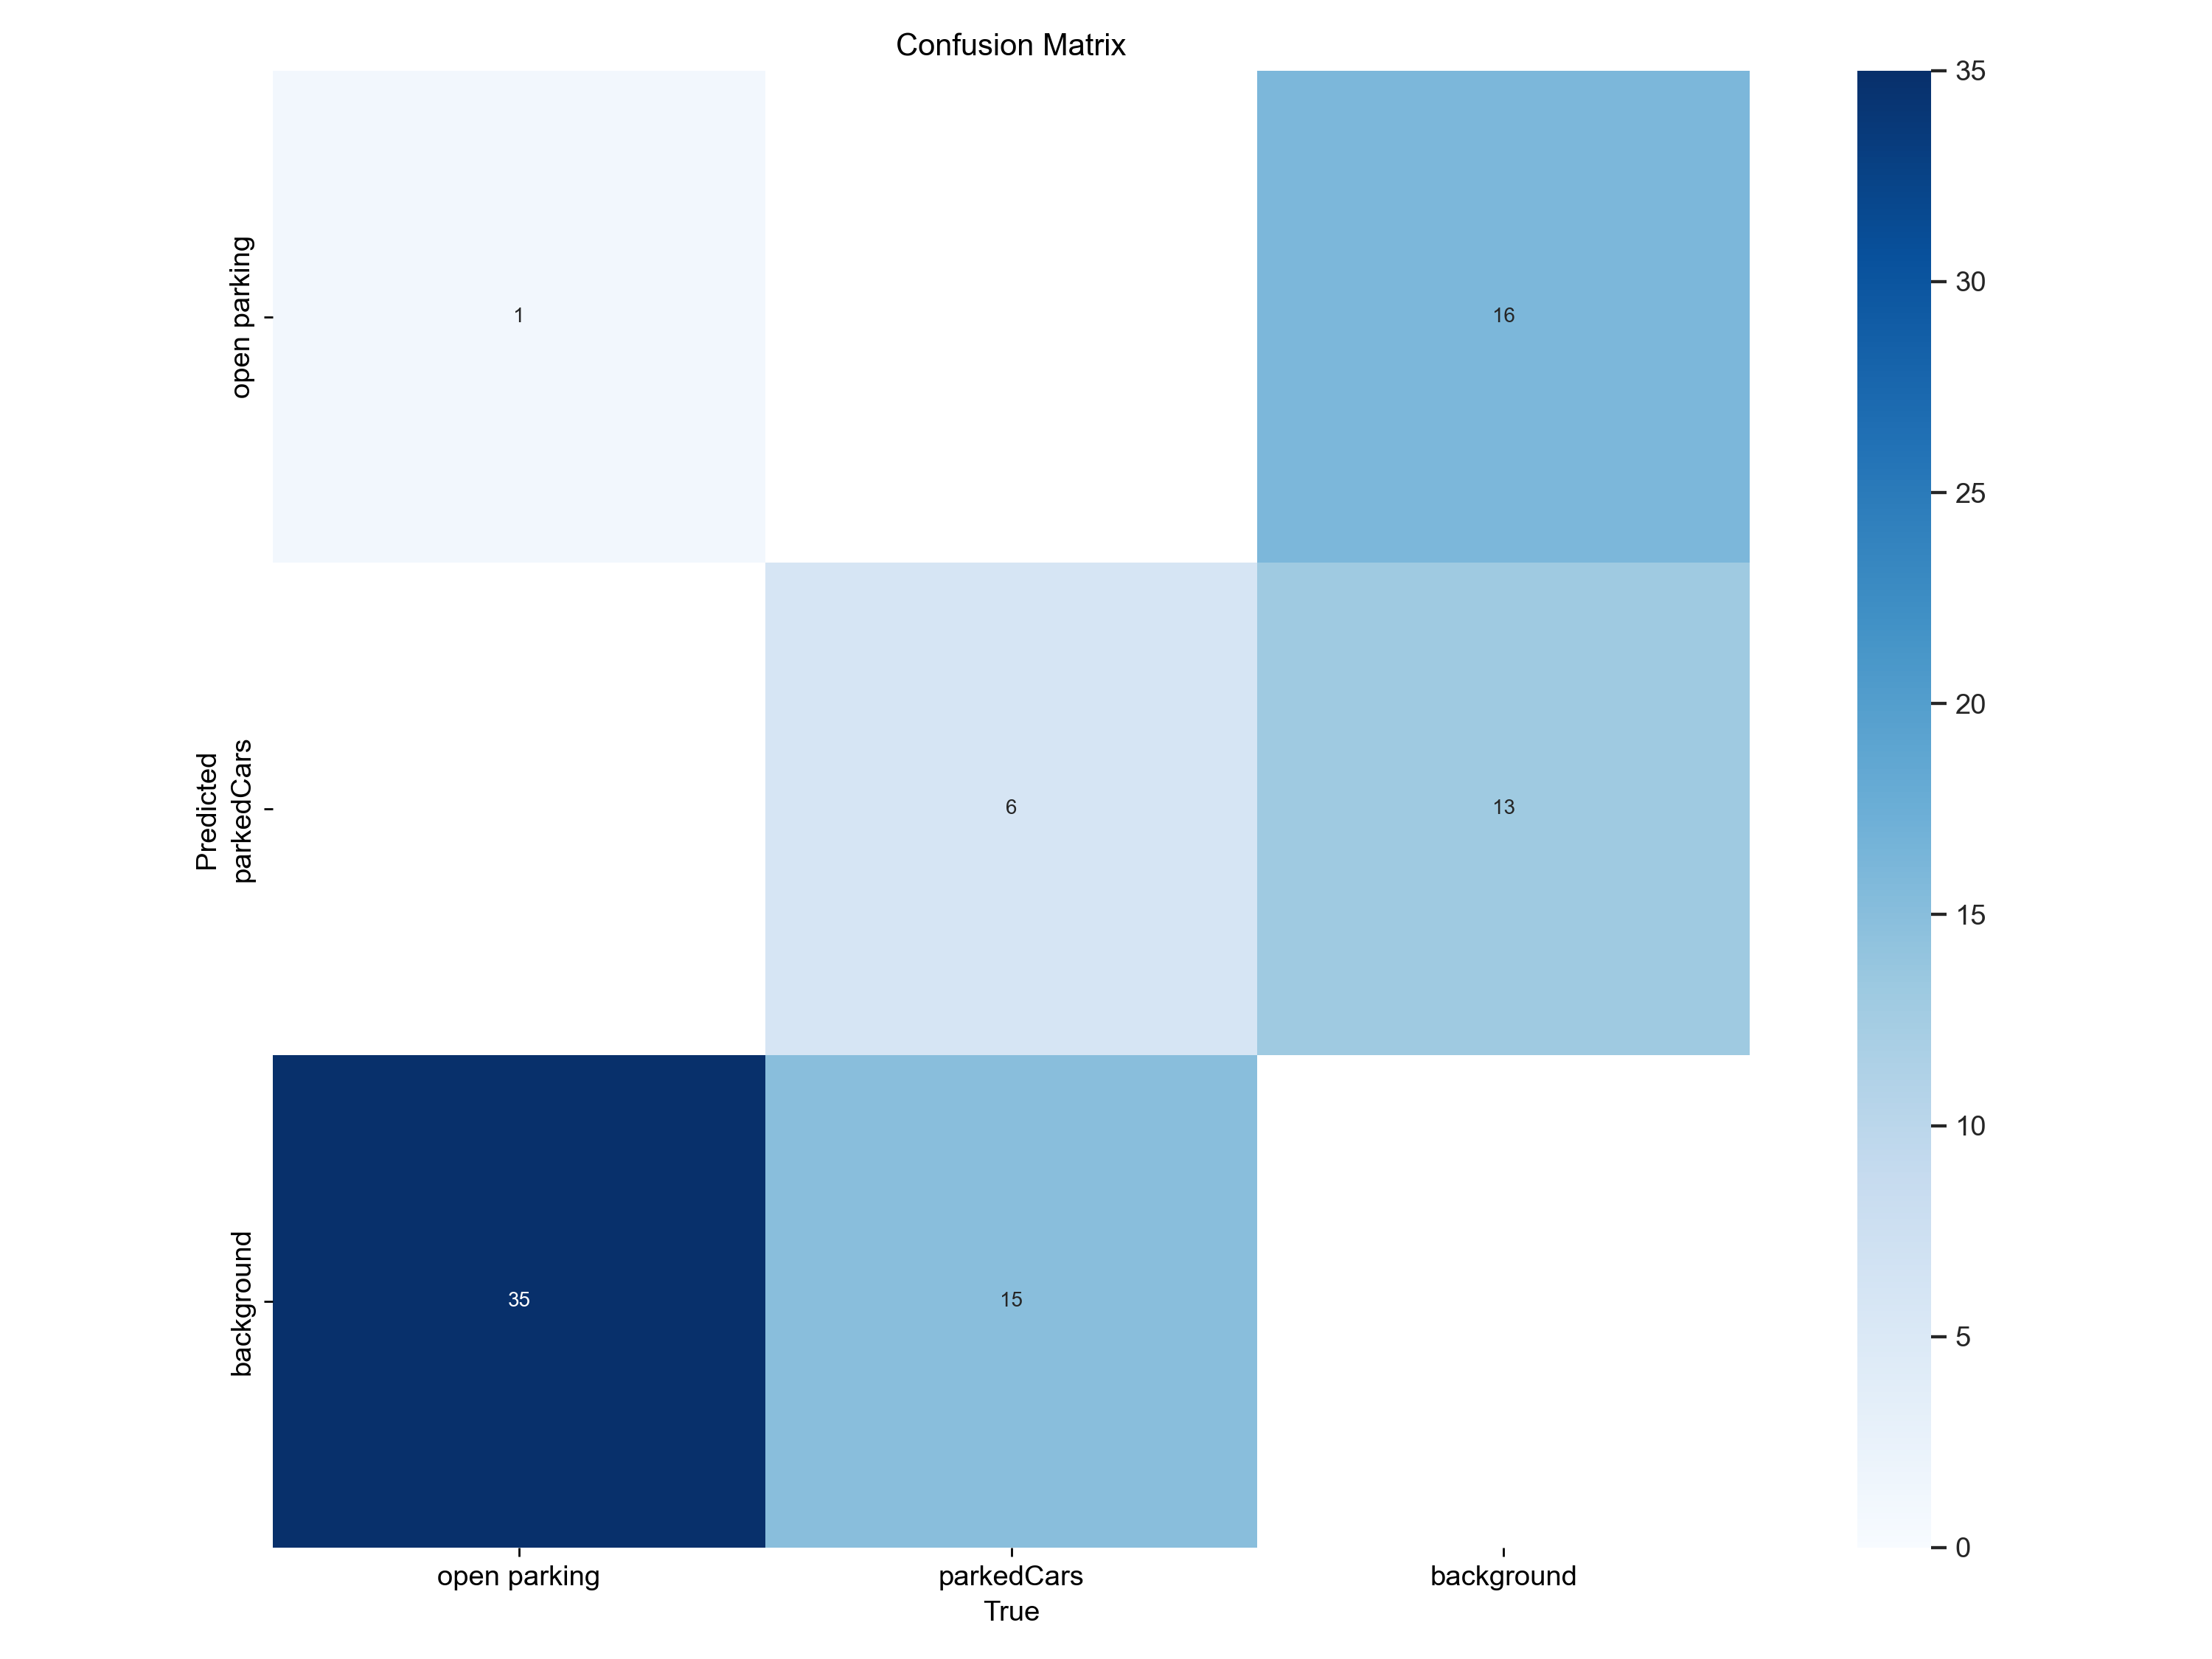 Confusion Matrix
Predicted
open parking
parkedCars
background
1
16
6
13
35
15
open parking
parkedCars
background
True
35
30
25
20
15
10
5
0